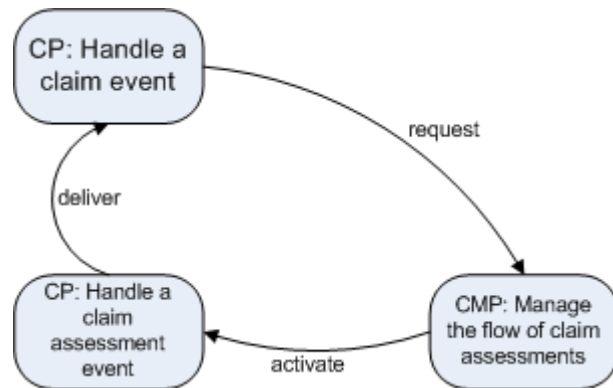 CP: Handle a
claim event
request
deliver
CP: Handle a
claim
assessment
event
CMP: Manage
the flow of claim
assessments
activate